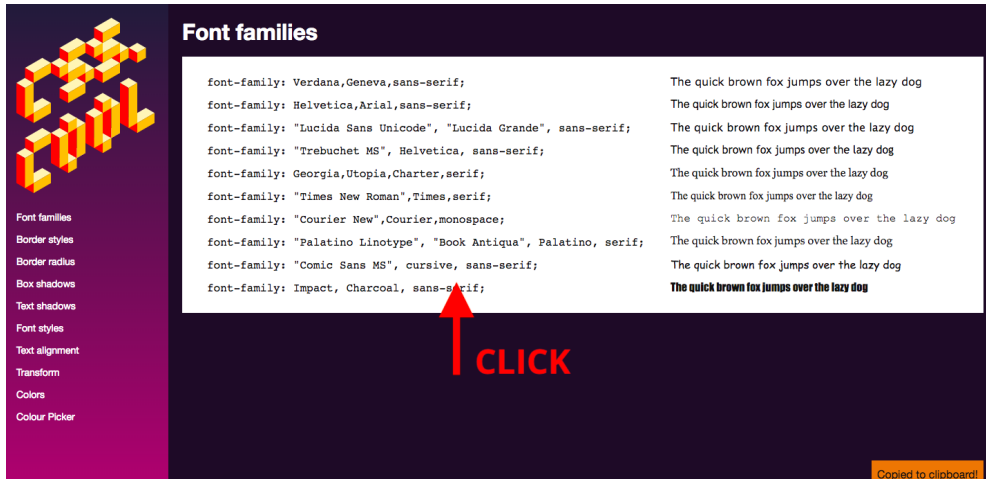 CSS
COOL
Font families
Font families
Border styles
Border radius
Box shadows
Text shadows
Font styles
Text alignment
Transform
Colors
Colour Picker
font-family: Verdana,Geneva,sans-serif; The quick brown fox jumps over the lazy dog
font-family: Helvetica,Arial,sans-serif; The quick brown fox jumps over the lazy dog
font-family: "Lucida Sans Unicode", "Lucida Grande", sans-serif; The quick brown fox jumps over the lazy dog
font-family: "Trebuchet MS", Helvetica, sans-serif; The quick brown fox jumps over the lazy dog
font-family: Georgia,Utopia,Charter,serif; The quick brown fox jumps over the lazy dog
font-family: "Times New Roman",Times,serif; The quick brown fox jumps over the lazy dog
font-family: "Courier New",Courier,monospace; The quick brown fox jumps over the lazy dog
font-family: "Palatino Linotype", "Book Antiqua", Palatino, serif; The quick brown fox jumps over the lazy dog
font-family: "Comic Sans MS", cursive, sans-serif; The quick brown fox jumps over the lazy dog
font-family: Impact, Charcoal, sans-serif; The quick brown fox jumps over the lazy dog
CLICK
Copied to clipboard!